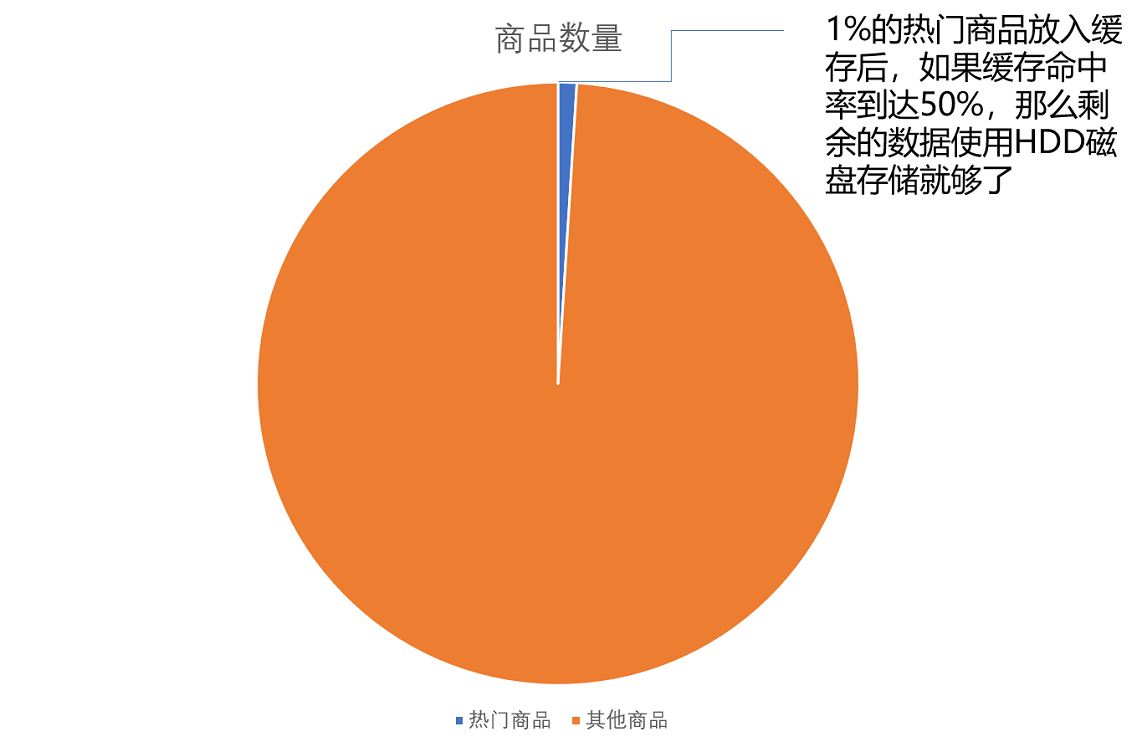 商品数量
1%的热门商品放入缓
存后，如果缓存命中
率到达50%，那么剩
余的数据使用HDD磁
盘存储就够了
热门商品 其他商品